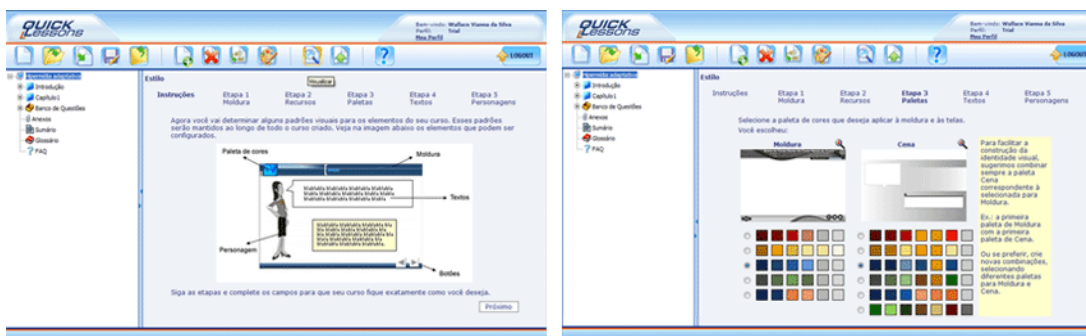 QUICK
LESSONS
Bem-vindo: Wallace Vianna da Silva
Perfil: Trial
Meu Perfil
LOGOUT
Hipermídia adaptativa
Introdução
Capítulo1
Banco de Questões
Anexos
Sumário
Glossário
FAQ
Estilo
Visualizar
Instruções
Etapa 1
Moldura
Etapa 2
Recursos
Etapa 3
Paletas
Etapa 4
Textos
Etapa 5
Personagens
Agora você vai determinar alguns padrões visuais para os elementos do seu curso. Esses padrões
serão mantidos ao longo de todo o curso criado. Veja na imagem abaixo os elementos que podem ser
configurados.
Paleta de cores
Moldura
Textos
Personagem
Botões
Siga as etapas e complete os campos para que seu curso fique exatamente como você deseja.
Próximo
QUICK
LESSONS
Bem-vindo: Wallace Vianna da Silva
Perfil: Trial
Meu Perfil
LOGOUT
Hipermídia adaptativa
Introdução
Capítulo1
Banco de Questões
Anexos
Sumário
Glossário
FAQ
Estilo
Instruções
Etapa 1
Moldura
Etapa 2
Recursos
Etapa 3
Paletas
Etapa 4
Textos
Etapa 5
Personagens
Selecione a paleta de cores que deseja aplicar à moldura e às telas.
Você escolheu:
Moldura
Cena
Para facilitar a
construção da
identidade visual,
sugerimos combinar
sempre a paleta
Cena
correspondente à
selecionada para
Moldura.
Ex.: a primeira
paleta de Moldura
com a primeira
paleta de Cena.
Ou se preferir, crie
novas combinações,
selecionando
diferentes paletas
para Moldura e
Cena.